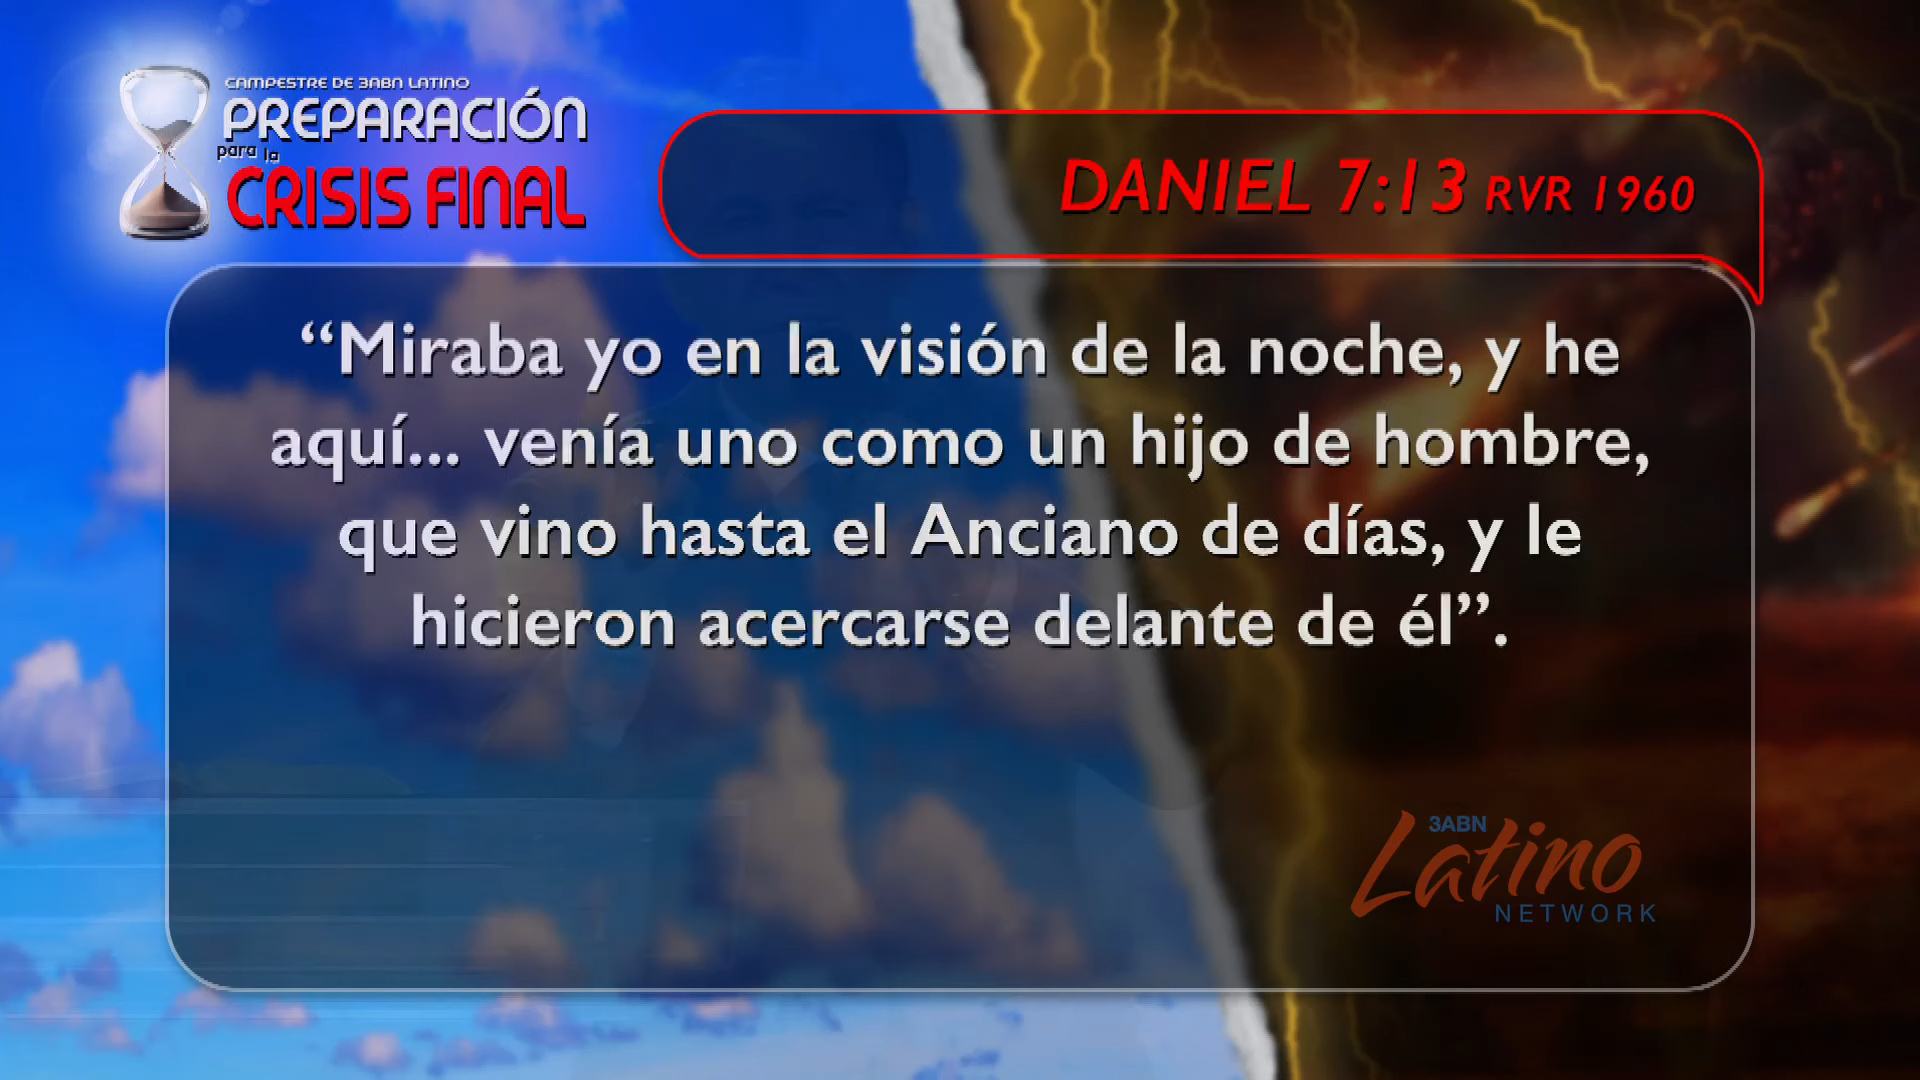 CAMPESTRE DE 3ABN LATINO
PREPARACIÓN
para la
CRISIS FINAL
DANIEL 7:13 RVR 1960
“Miraba yo en la visión de la noche, y he
aquí... venía uno como un hijo de hombre,
que vino hasta el Anciano de días, y le
hicieron acercarse delante de él”.
3ABN
Latino
NETWORK